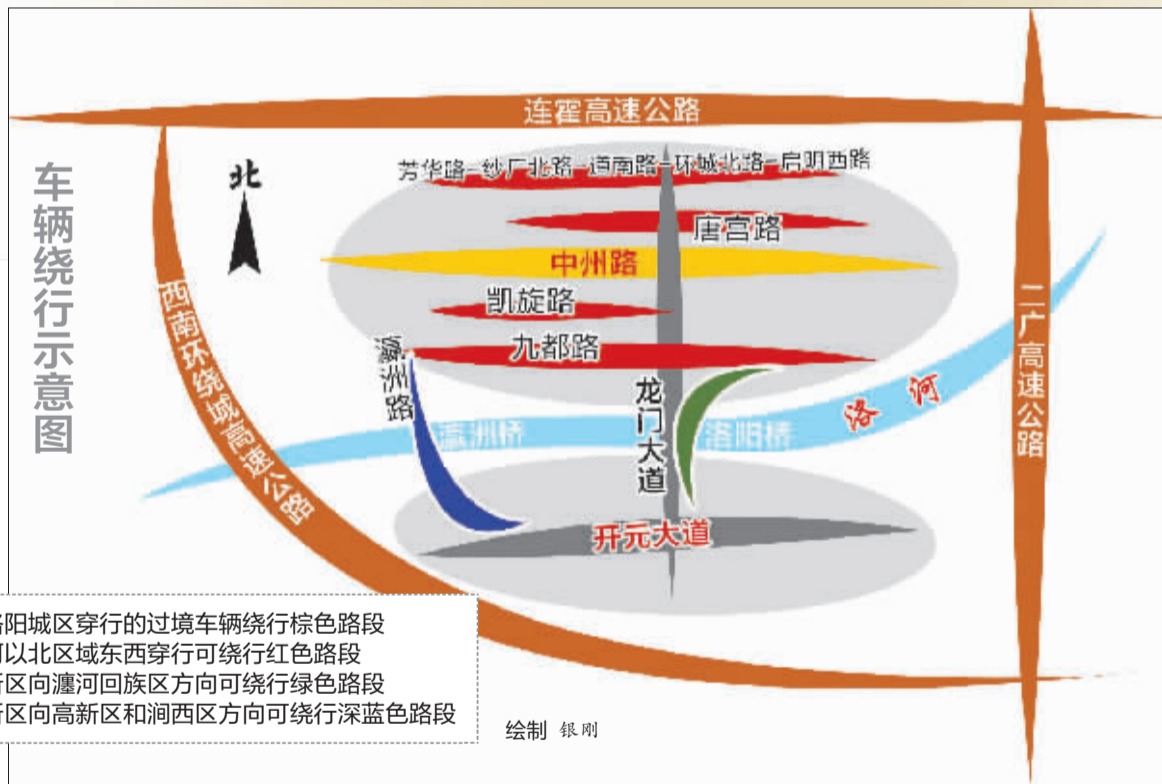 车辆绕行示意图
连霍高速公路
北
芳华路-纱厂北路-道南路-环城北路-启明西路
唐宫路
中州路
凯旋路
九都路
瀛洲路
龙门大道
西南环绕城高速公路
二广高速公路
瀛洲桥
洛阳桥
洛河
开元大道
阳城区穿行的过境车辆绕行棕色路段
以北区域东西穿行可绕行红色路段
区向瀍河回族区方向可绕行绿色路段
区向高新区和涧西区方向可绕行深蓝色路段
绘制 银刚